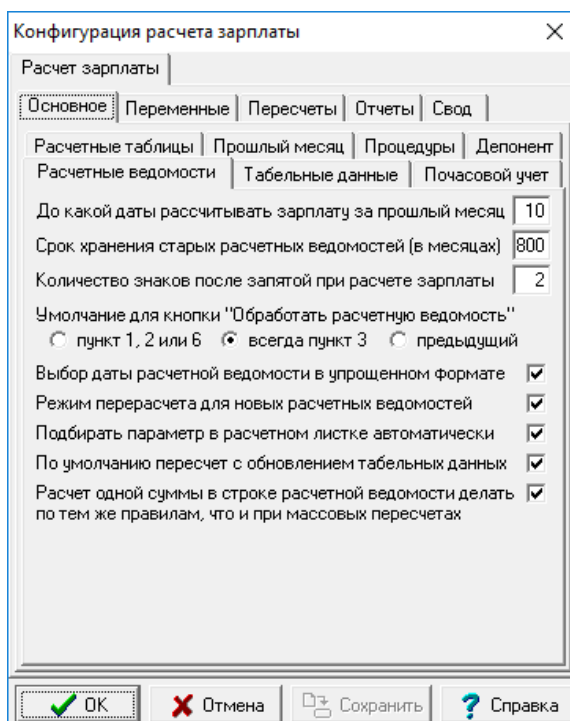 Конфигурация расчета зарплаты
Расчет зарплаты
Основное Переменные Пересчеты Отчеты Свод
Расчетные таблицы Прошлый месяц Процедуры Депонент
Расчетные ведомости Табельные данные Почасовой учет
До какой даты рассчитывать зарплату за прошлый месяц 10
Срок хранения старых расчетных ведомостей (в месяцах) 800
Количество знаков после запятой при расчете зарплаты 2
Умолчание для кнопки "Обработать расчетную ведомость"
пункт 1, 2 или 6 всегда пункт 3 предыдущий
Выбор даты расчетной ведомости в упрощенном формате
Режим перерасчета для новых расчетных ведомостей
Подбирать параметр в расчетном листке автоматически
По умолчанию пересчет с обновлением табельных данных
Расчет одной суммы в строке расчетной ведомости делать
по тем же правилам, что и при массовых пересчетах
OK Отмена Сохранить Справка